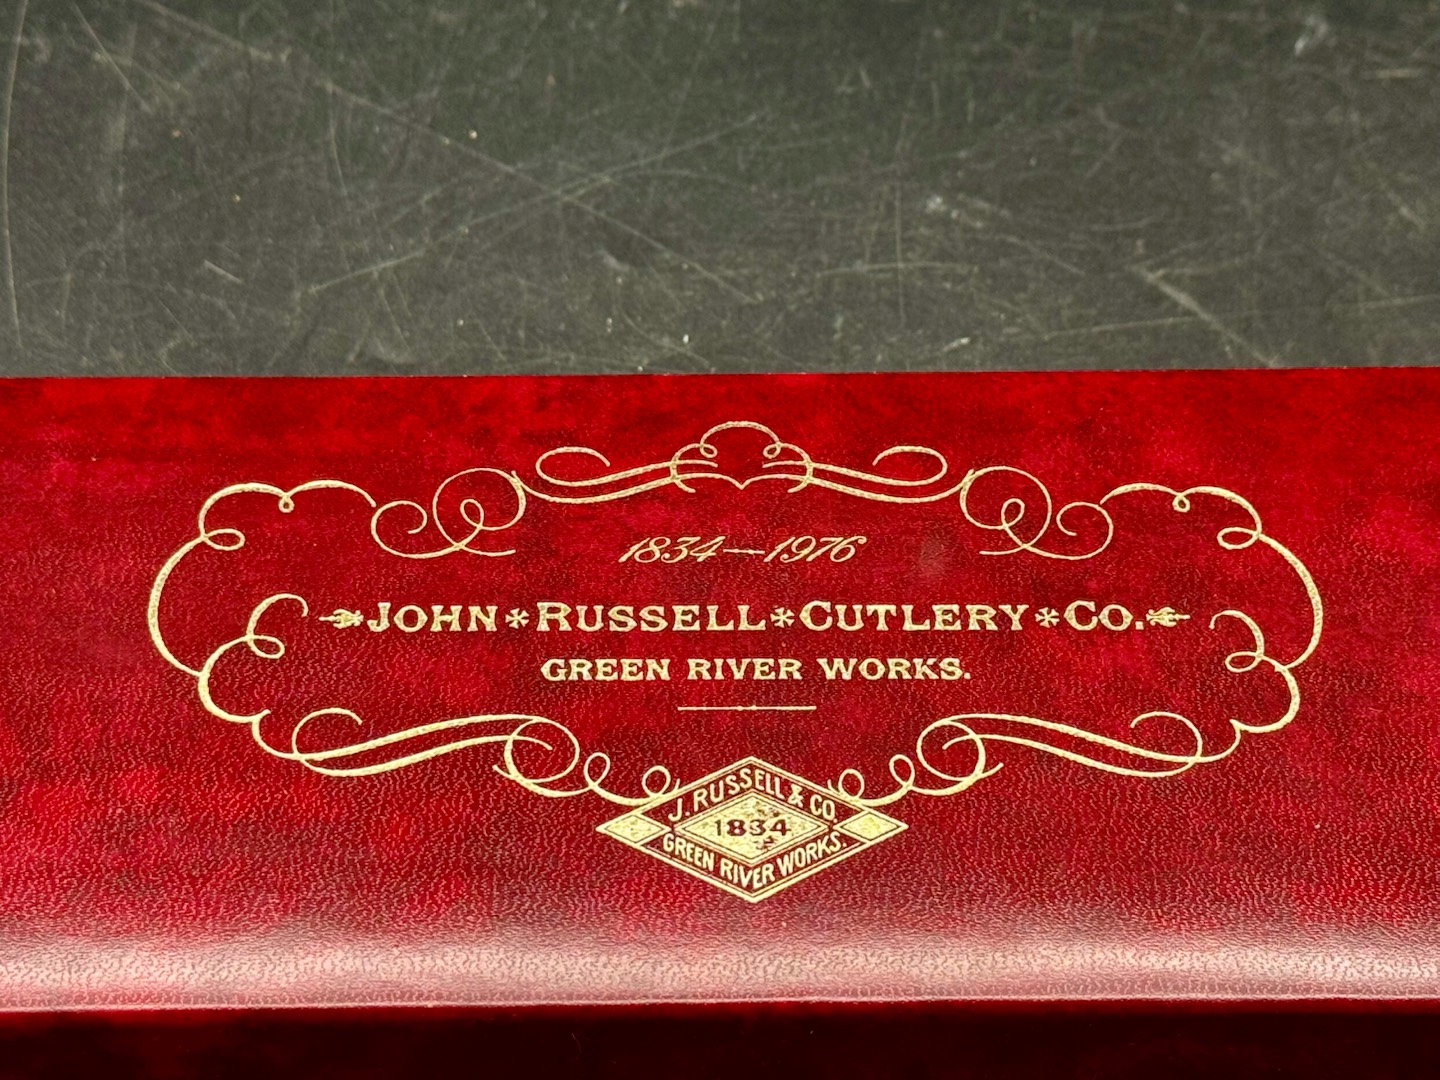 1834—1976
JOHN*RUSSELL*CUTLERY*CO.
GREEN RIVER WORKS.
J. RUSSELL & CO.
1834
GREEN RIVER WORKS.